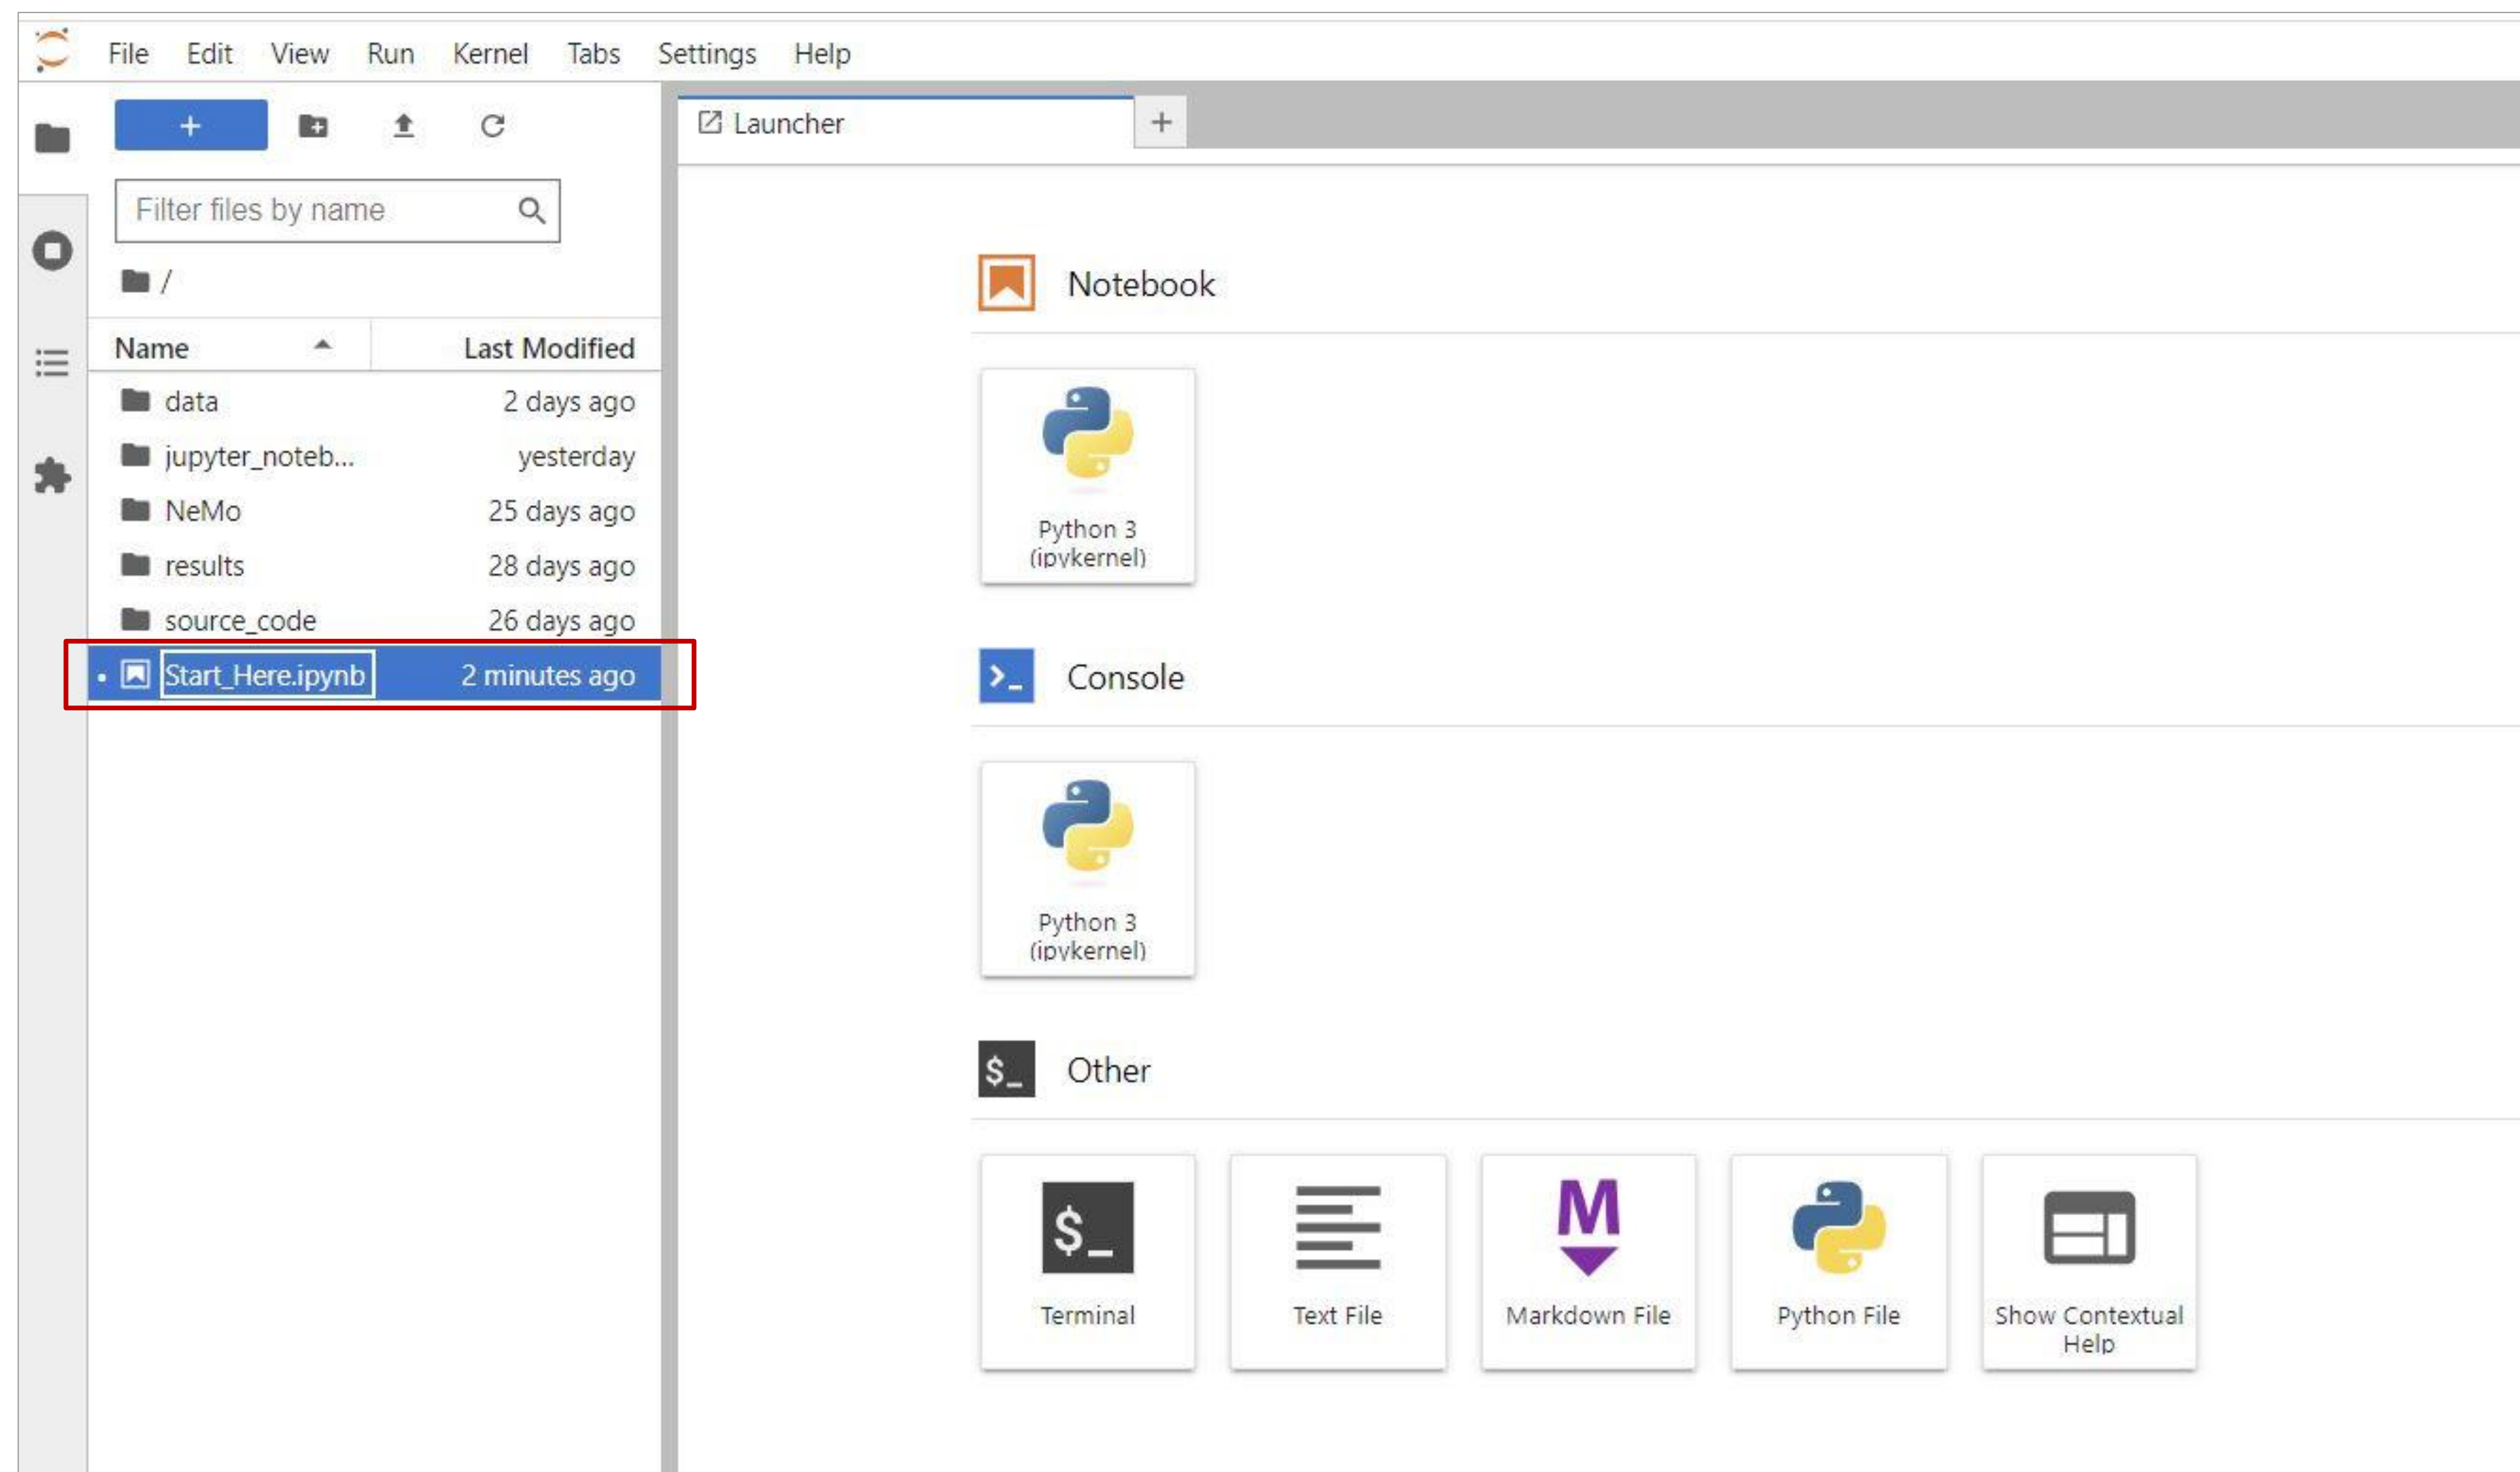 File Edit View Run Kernel Tabs Settings Help
+
Launcher
+
Filter files by name
/
Name Last Modified
data 2 days ago
jupyter_noteb... yesterday
NeMo 25 days ago
results 28 days ago
source_code 26 days ago
Start_Here.ipynb 2 minutes ago
Notebook
Python 3
(ipykernel)
Console
Python 3
(ipykernel)
$_ Other
$_
Terminal
Text File
M
Markdown File
Python File
Show Contextual
Help